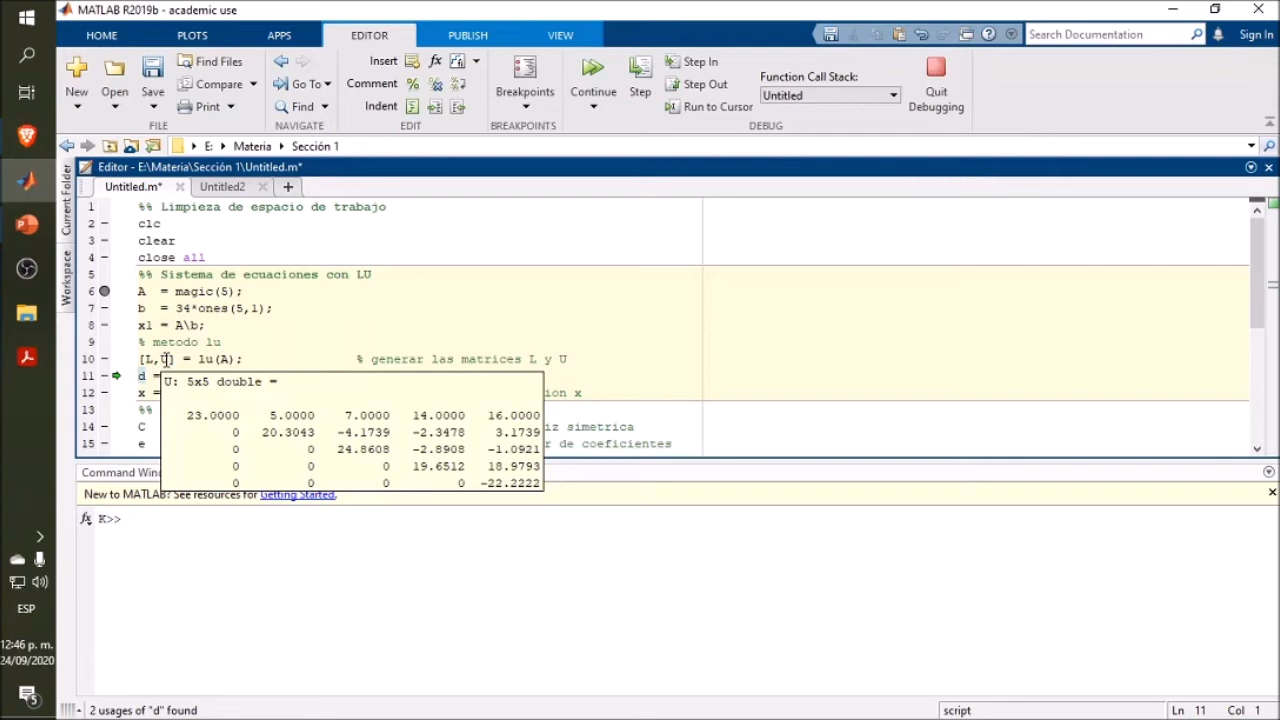 MATLAB R2019b - academic use
HOME PLOTS APPS EDITOR PUBLISH VIEW
Search Documentation
Sign In
New Open Save
Find Files
Compare
Print
FILE
Go To
Find
NAVIGATE
Insert
Comment
Indent
EDIT
Breakpoints
BREAKPOINTS
Continue
Step
Step In
Step Out
Run to Cursor
Function Call Stack:
Untitled
Quit Debugging
DEBUG
E: Materia Sección 1
Current Folder
Workspace
Editor - E:\Materia\Sección 1\Untitled.m*
Untitled.m* Untitled2
1 %% Limpieza de espacio de trabajo
2 clc
3 clear
4 close all
5 %% Sistema de ecuaciones con LU
6 A = magic(5);
7 b = 34*ones(5,1);
8 x1 = A\b;
9 % metodo lu
10 [L,U] = lu(A); % generar las matrices L y U
11 d =
12 x = ion x
13 %%
14 C iz simetrica
15 e r de coeficientes
U: 5x5 double =
23.0000 5.0000 7.0000 14.0000 16.0000
0 20.3043 -4.1739 -2.3478 3.1739
0 0 24.8608 -2.8908 -1.0921
0 0 0 19.6512 18.9793
0 0 0 0 -22.2222
Command Win
New to MATLAB? See resources for Getting Started.
fx K>>
ESP
12:46 p. m.
24/09/2020
5
2 usages of "d" found
script
Ln 11 Col 1